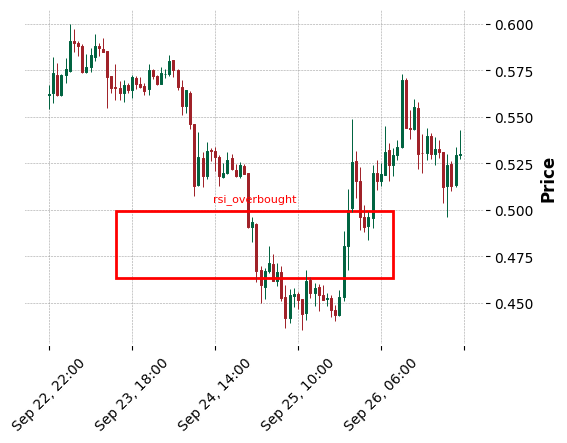 0.600
0.575
0.550
0.525
0.500
0.475
0.450
Price
rsi_overbought
Sep 22, 22:00
Sep 23, 18:00
Sep 24, 14:00
Sep 25, 10:00
Sep 26, 06:00